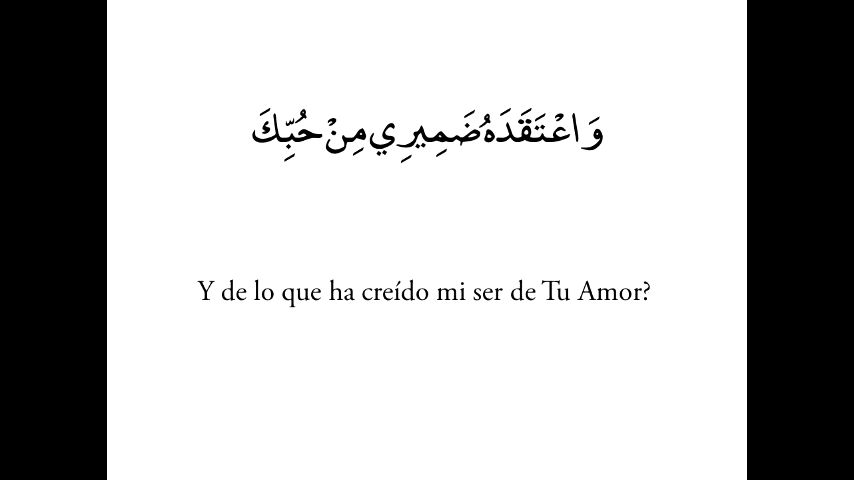 وَ اعْتَقَدَهُ ضَمِيرِي مِنْ حُبِّكَ
Y de lo que ha creído mi ser de Tu Amor?